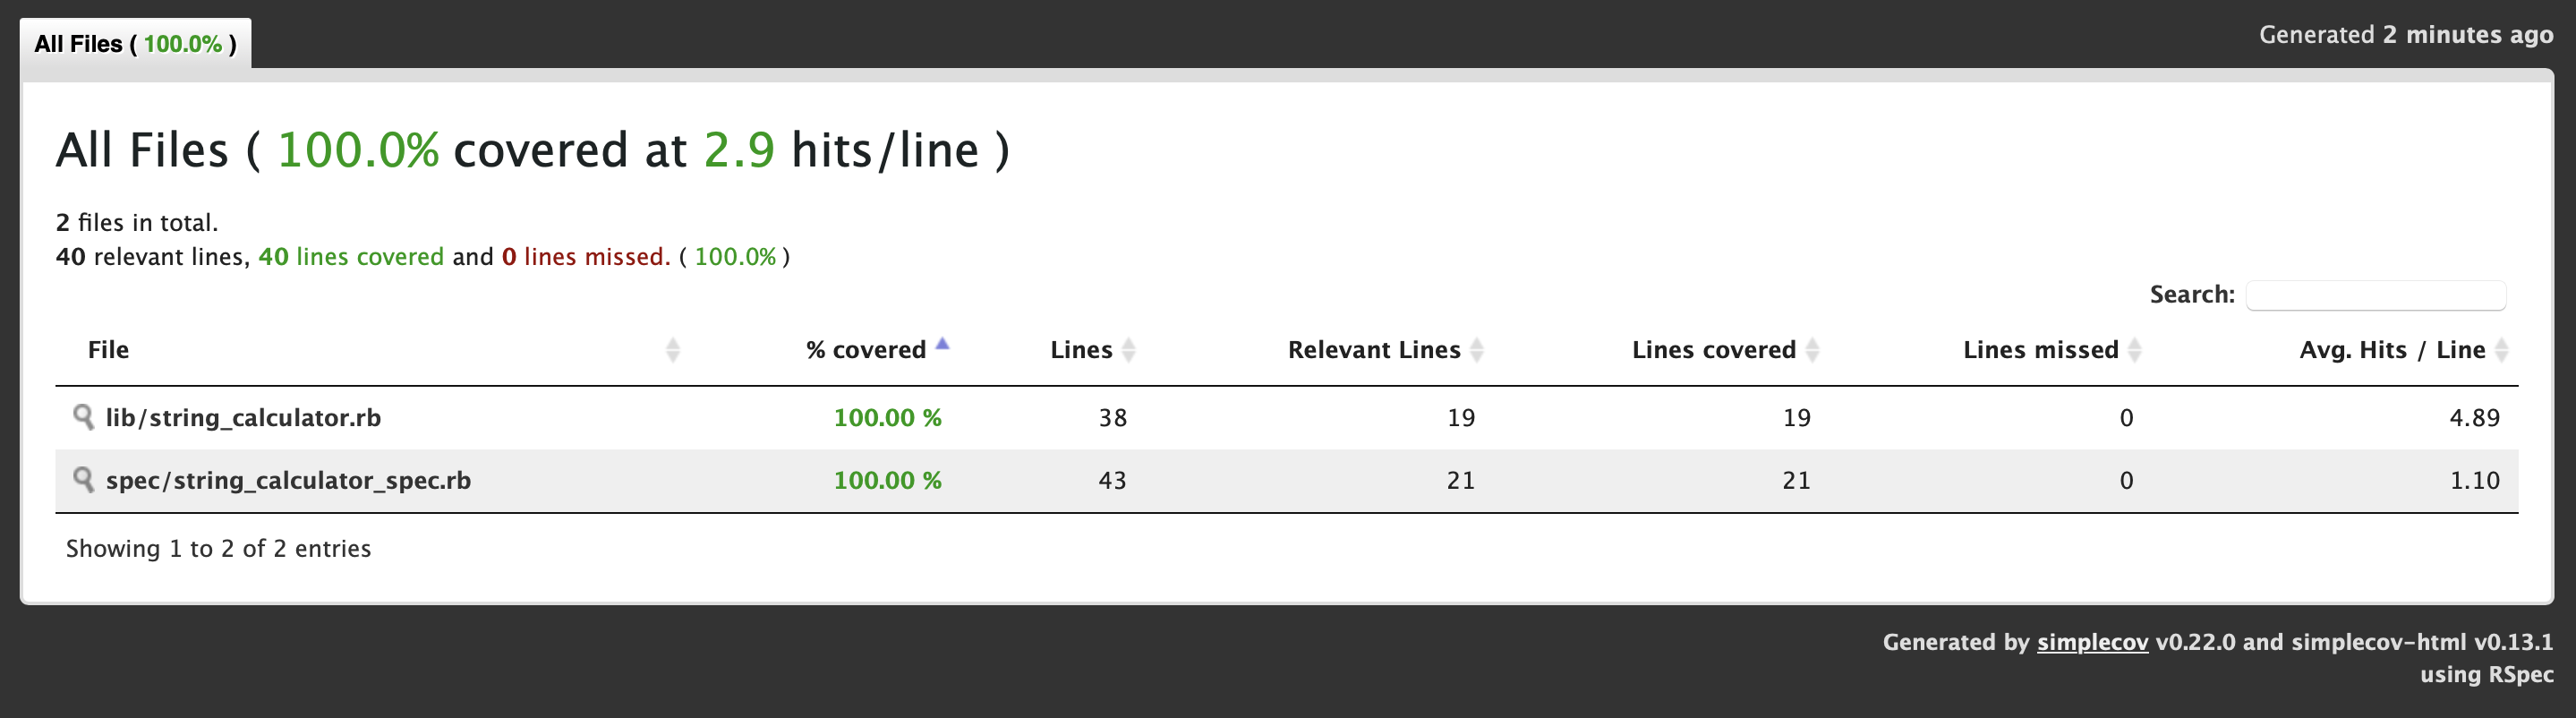 All Files ( 100.0% )
Generated 2 minutes ago
All Files ( 100.0% covered at 2.9 hits/line )
2 files in total.
40 relevant lines, 40 lines covered and 0 lines missed. ( 100.0% )
Search:
File % covered Lines Relevant Lines Lines covered Lines missed Avg. Hits / Line
lib/string_calculator.rb 100.00 % 38 19 19 0 4.89
spec/string_calculator_spec.rb 100.00 % 43 21 21 0 1.10
Showing 1 to 2 of 2 entries
Generated by simplecov v0.22.0 and simplecov-html v0.13.1
using RSpec